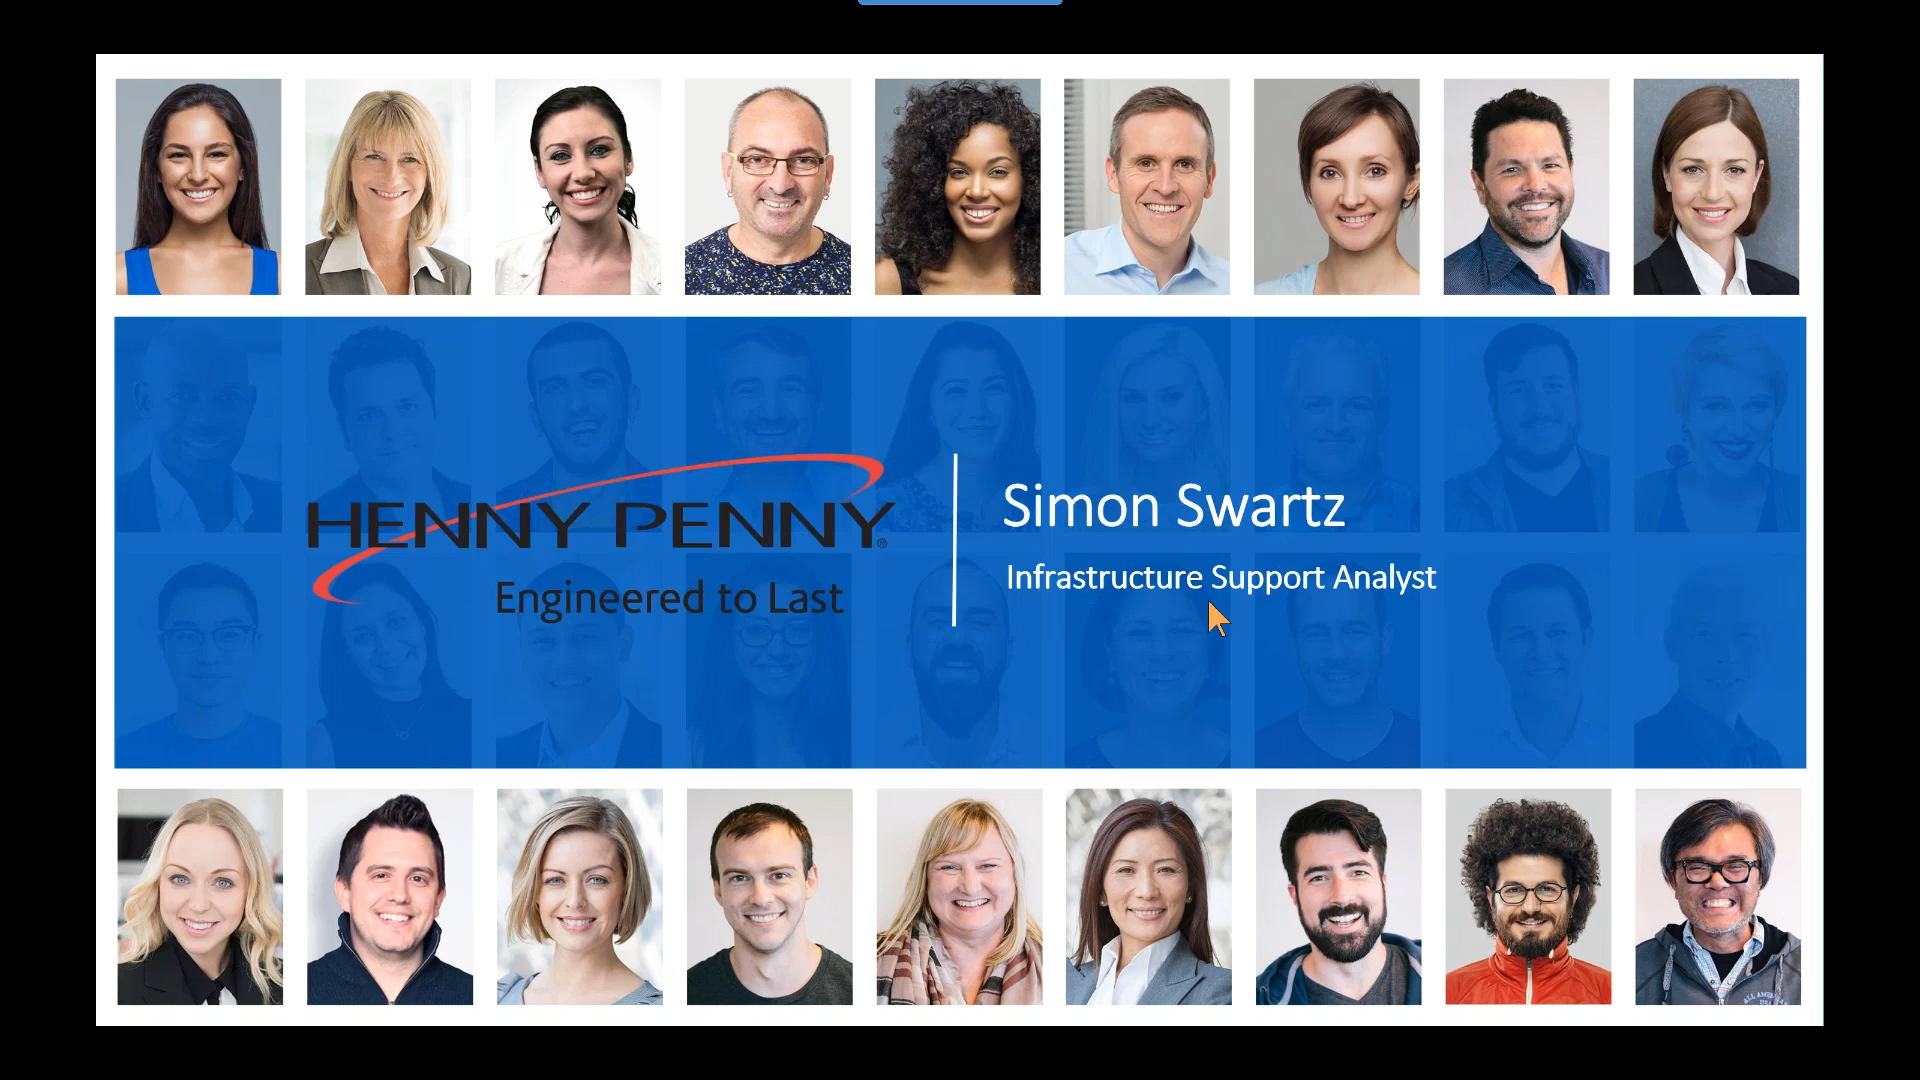 HENNY PENNY®
Engineered to Last
Simon Swartz
Infrastructure Support Analyst